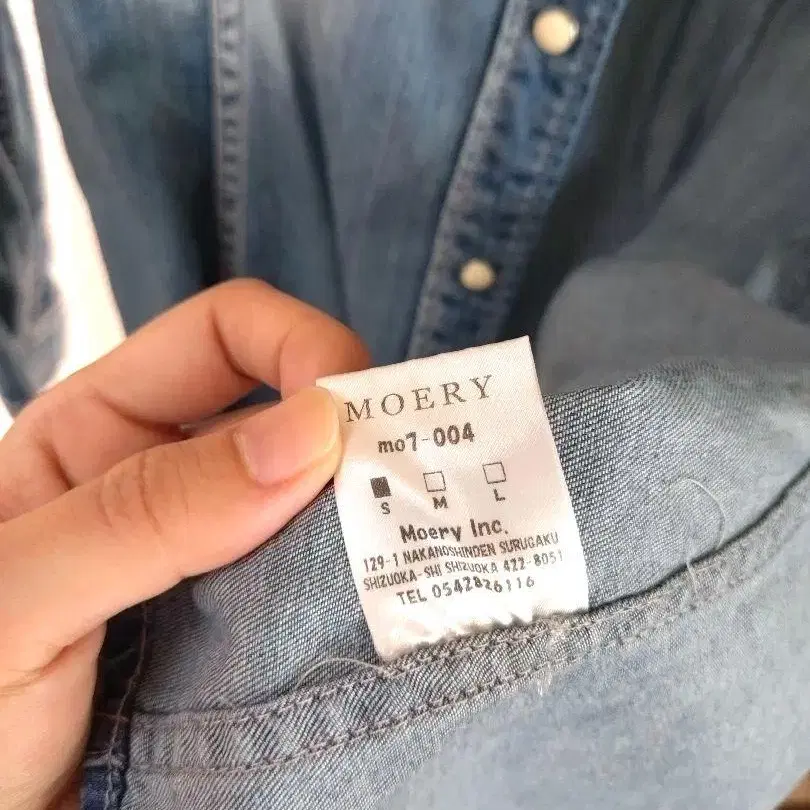 MOERY
mo7-004
S M L
Moery Inc.
129-1 NAKANOSHINDEN SURUGAKU
SHIZUOKA-SHI SHIZUOKA 422-8051
TEL 0542826116